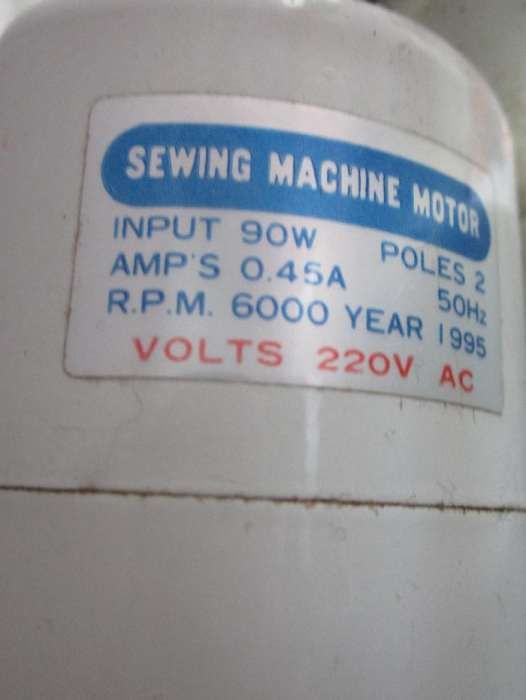 SEWING MACHINE MOTOR
INPUT 90W POLES 2
AMP'S 0.45A 50Hz
R.P.M. 6000 YEAR 1995
VOLTS 220V AC